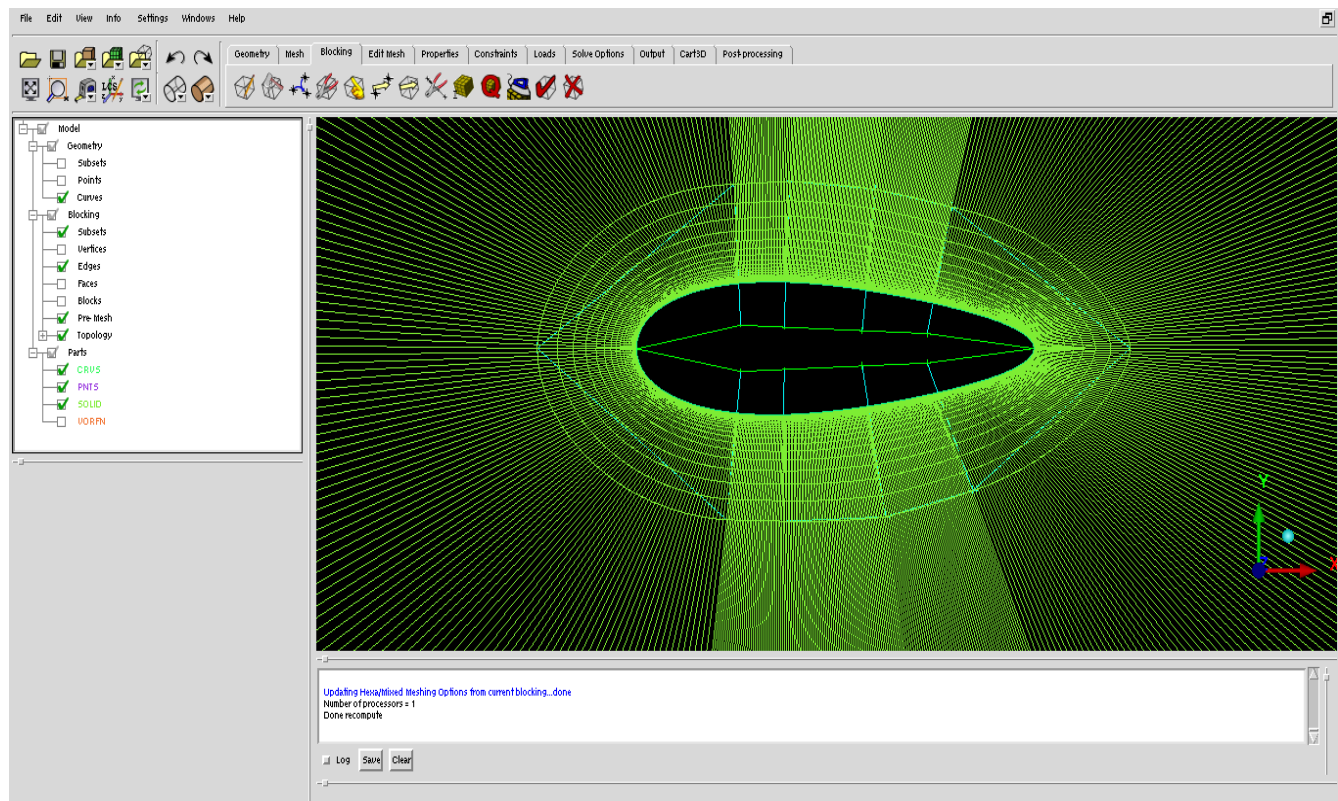 File Edit View Info Settings Windows Help
Geometry Mesh Blocking Edit Mesh Properties Constraints Loads Solve Options Output Cart3D Post-processing
LCS
Model
Geometry
Subsets
Points
Curves
Blocking
Subsets
Vertices
Edges
Faces
Blocks
Pre-Mesh
Topology
Parts
CRVS
PNTS
SOLID
VORFN
Y
X
Updating Hexa/Mixed Meshing Options from current blocking...done
Number of processors = 1
Done recompute
Log Save Clear